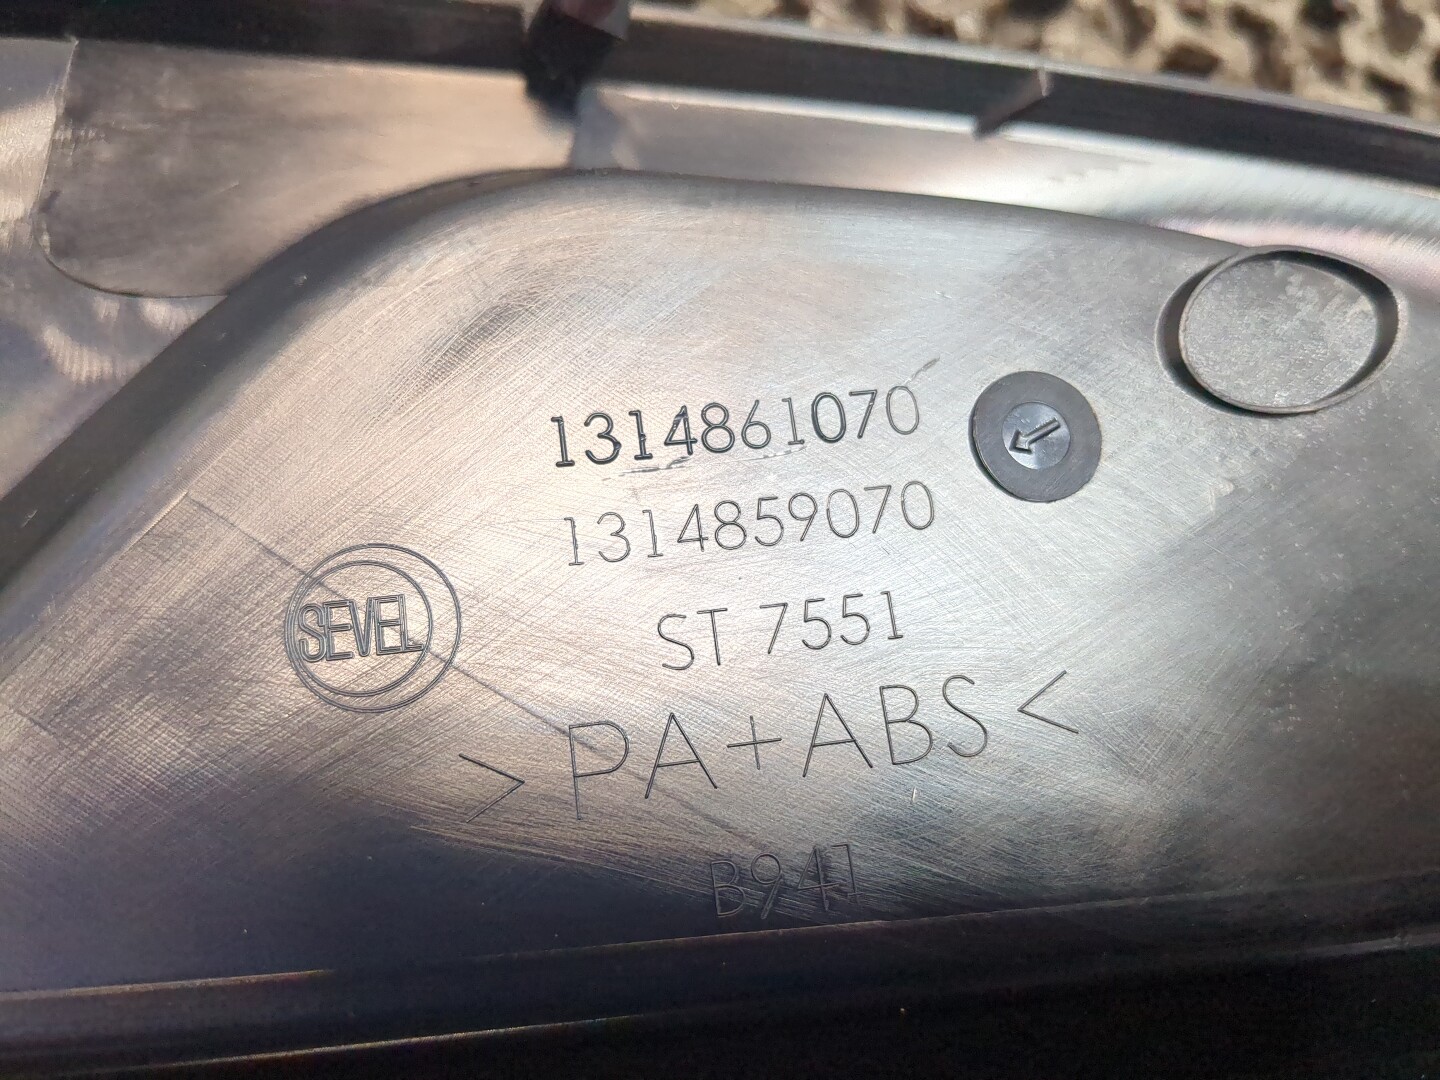 1314861070
1314859070
SEVEL
ST 7551
>PA+ABS<
B941